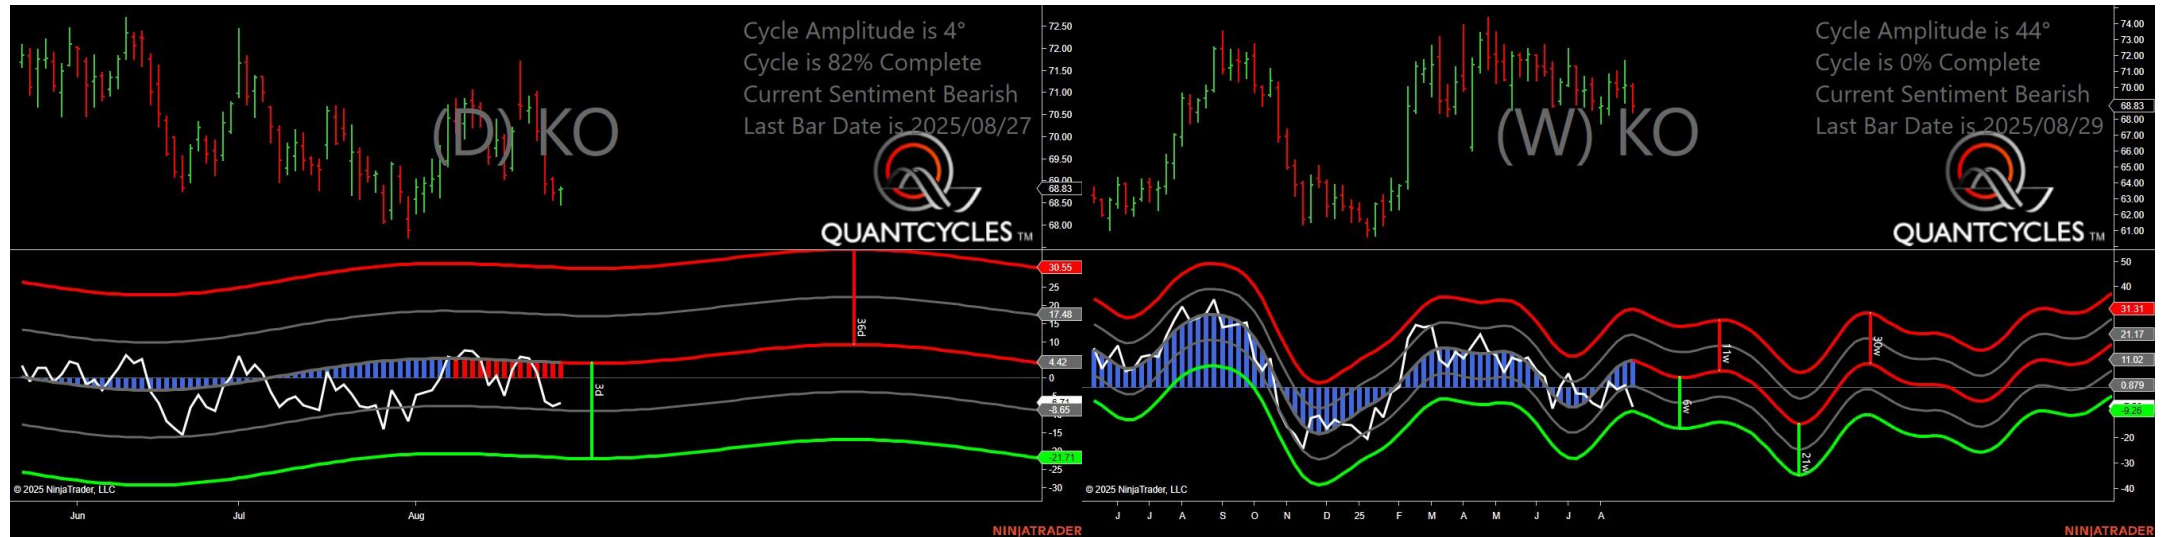 Cycle Amplitude is 4°
Cycle is 82% Complete
Current Sentiment Bearish
Last Bar Date is 2025/08/27
(D) KO
QUANTCYCLES TM
72.50
72.00
71.50
71.00
70.50
70.00
69.50
69.00
68.83
68.50
68.00
30.55
25
20
17.48
15
10
4.42
0
-8.65
-15
-21.71
-25
-30
36d
3d
© 2025 NinjaTrader, LLC
Jun Jul Aug
NINJATRADER
Cycle Amplitude is 44°
Cycle is 0% Complete
Current Sentiment Bearish
Last Bar Date is 2025/08/29
(W) KO
QUANTCYCLES TM
74.00
73.00
72.00
71.00
70.00
68.83
68.00
67.00
66.00
65.00
64.00
63.00
62.00
61.00
50
40
31.31
21.17
11.02
0.879
-9.26
-20
-30
-40
11w
30w
6w
21w
© 2025 NinjaTrader, LLC
J J A S O N D 25 F M A M J J A
NINJATRADER